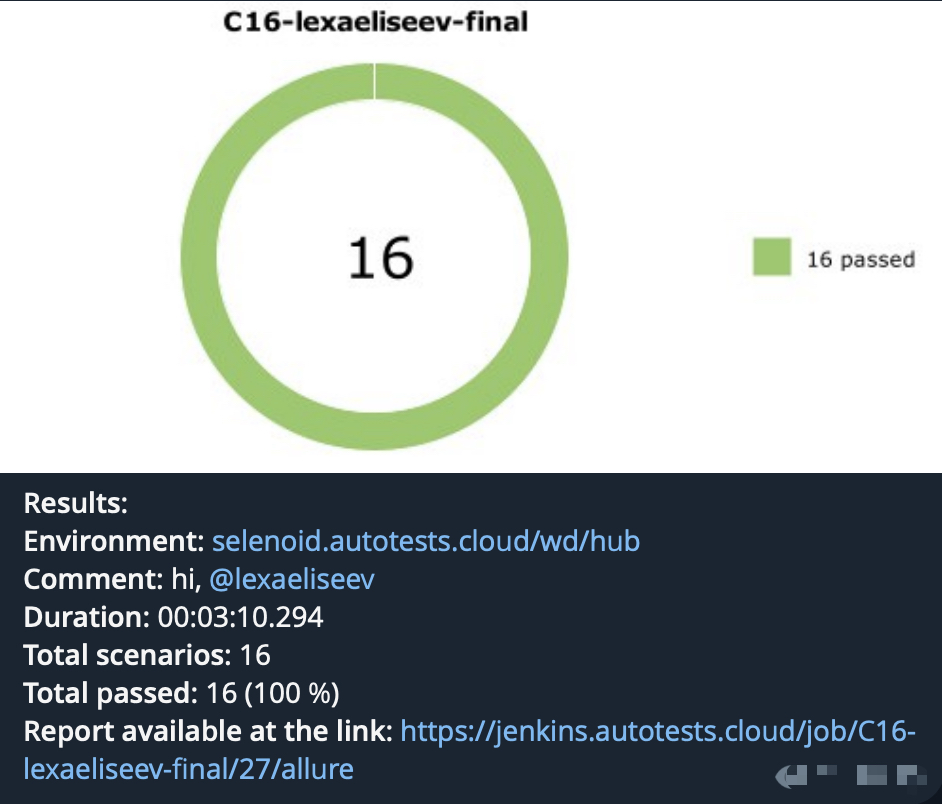 C16-lexaeliseev-final
16
16 passed
Results:
Environment: selenoid.autotests.cloud/wd/hub
Comment: hi, @lexaeliseev
Duration: 00:03:10.294
Total scenarios: 16
Total passed: 16 (100 %)
Report available at the link: https://jenkins.autotests.cloud/job/C16-
lexaeliseev-final/27/allure